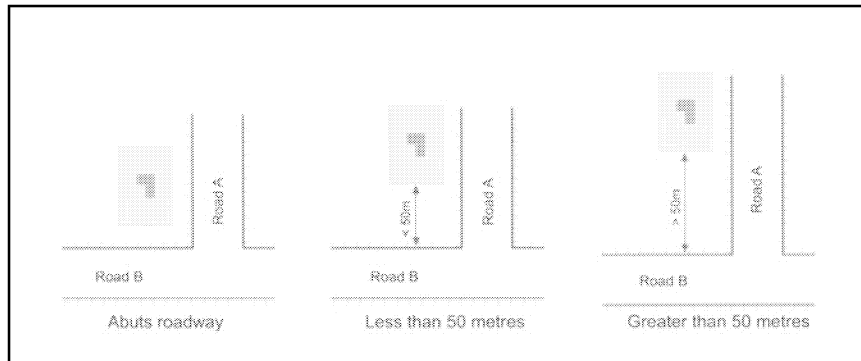 Road A
Road B
Abuts roadway
< 50m
Road A
Road B
Less than 50 metres
> 50m
Road A
Road B
Greater than 50 metres